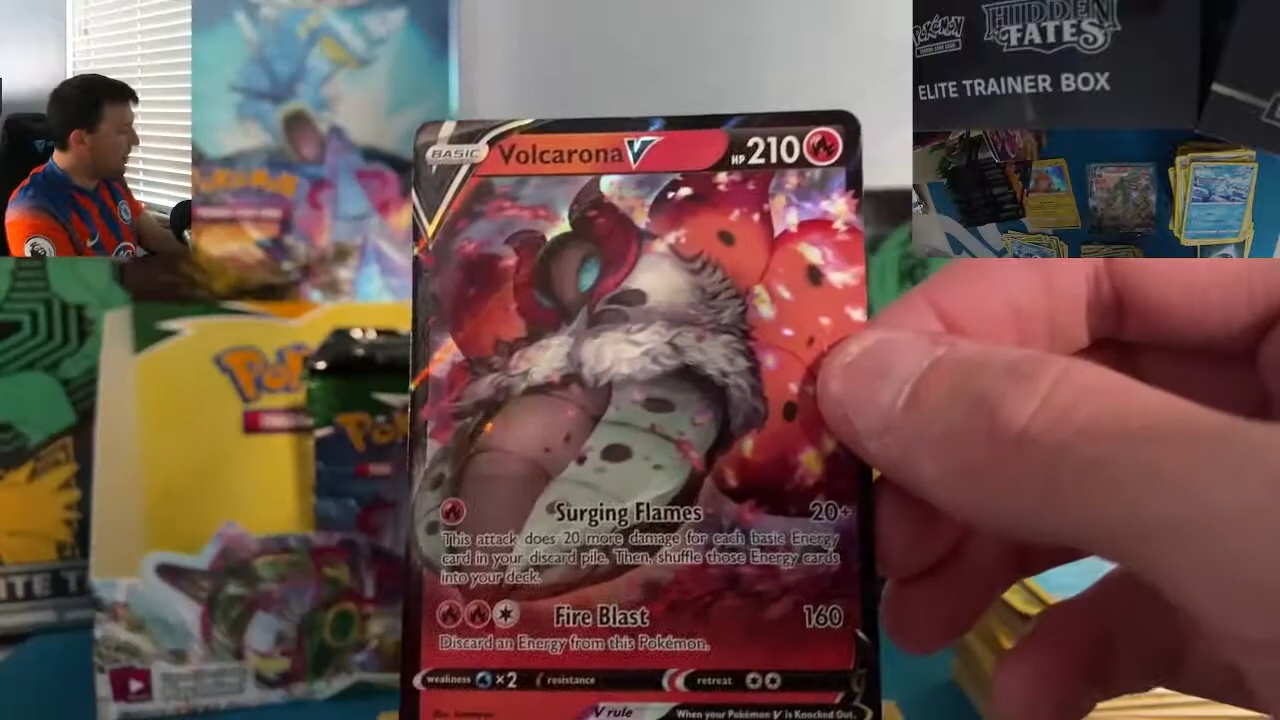 POKÉMON
HIDDEN
FATES
ELITE TRAINER BOX
BASIC Volcarona V HP 210
Surging Flames 20+
This attack does 20 more damage for each basic Energy
card in your discard pile. Then, shuffle those Energy cards
into your deck.
Fire Blast 160
Discard an Energy from this Pokémon.
weakness ×2 resistance retreat
V rule When your Pokémon V is Knocked Out,